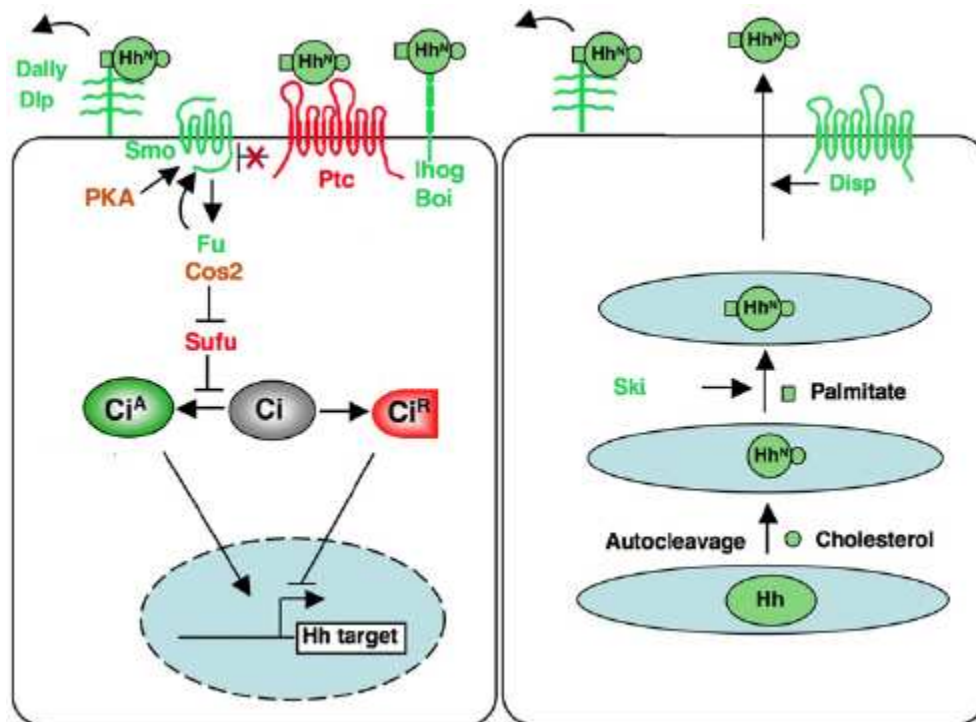 Hh^N
Hh^N
Hh^N
Dally
Dlp
Smo
Ptc
Ihog
Boi
PKA
Fu
Cos2
Sufu
Ci^A
Ci
Ci^R
Hh target
Hh^N
Hh^N
Disp
Hh^N
Ski
Palmitate
Hh^N
Autocleavage
Cholesterol
Hh